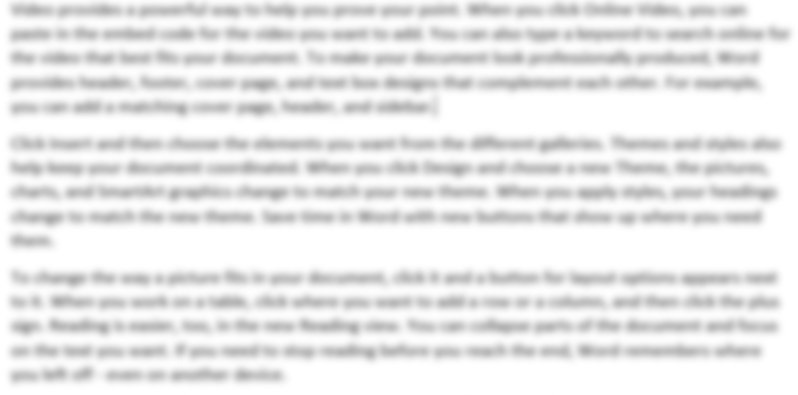 Video provides a powerful way to help you prove your point. When you click Online Video, you can
paste in the embed code for the video you want to add. You can also type a keyword to search online for
the video that best fits your document. To make your document look professionally produced, Word
provides header, footer, cover page, and text box designs that complement each other. For example,
you can add a matching cover page, header, and sidebar.
Click Insert and then choose the elements you want from the different galleries. Themes and styles also
help keep your document coordinated. When you click Design and choose a new Theme, the pictures,
charts, and SmartArt graphics change to match your new theme. When you apply styles, your headings
change to match the new theme. Save time in Word with new buttons that show up where you need
them.
To change the way a picture fits in your document, click it and a button for layout options appears next
to it. When you work on a table, click where you want to add a row or a column, and then click the plus
sign. Reading is easier, too, in the new Reading view. You can collapse parts of the document and focus
on the text you want. If you need to stop reading before you reach the end, Word remembers where
you left off - even on another device.